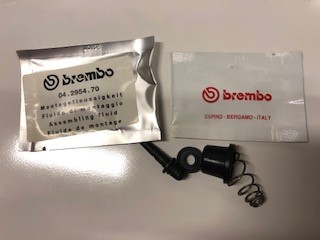 brembo
04.2954.70
Montageflüssigkeit
Fluido di montaggio
Assembling fluid
Fluide de montage
brembo
CURNO - BERGAMO - ITALY